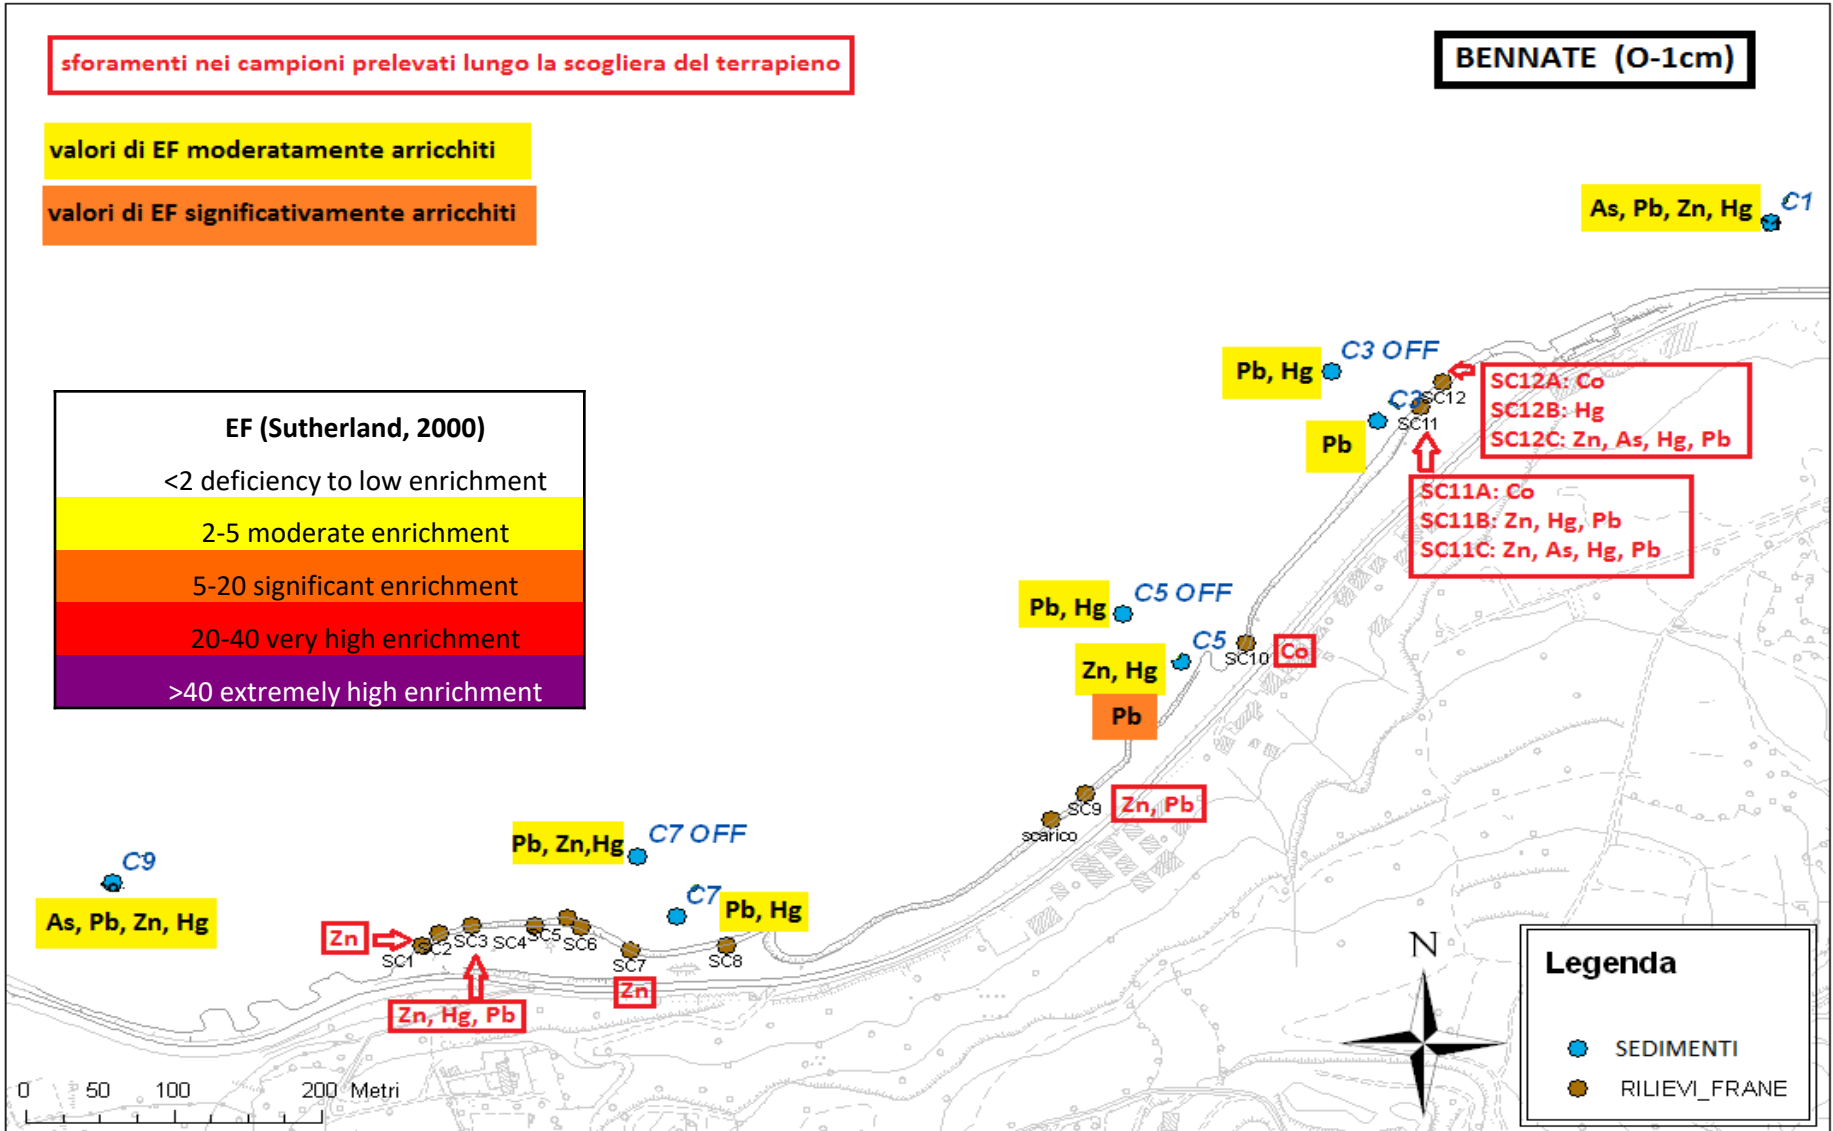 sforamenti nei campioni prelevati lungo la scogliera del terrapieno
BENNATE (O-1cm)
valori di EF moderatamente arricchiti
valori di EF significativamente arricchiti
As, Pb, Zn, Hg
C1
EF (Sutherland, 2000)
<2 deficiency to low enrichment
2-5 moderate enrichment
5-20 significant enrichment
20-40 very high enrichment
>40 extremely high enrichment
Pb, Hg
C3 OFF
C3
Pb
SC12
SC11
SC12A: Co
SC12B: Hg
SC12C: Zn, As, Hg, Pb
SC11A: Co
SC11B: Zn, Hg, Pb
SC11C: Zn, As, Hg, Pb
Pb, Hg
C5 OFF
Zn, Hg
C5
SC10
Co
Pb
SC9
Zn, Pb
scarico
Pb, Zn,Hg
C7 OFF
C7
Pb, Hg
C9
As, Pb, Zn, Hg
Zn
SC1
SC2
SC3
SC4
SC5
SC6
SC7
SC8
Zn
Zn, Hg, Pb
N
Legenda
SEDIMENTI
RILIEVI_FRANE
0 50 100 200 Metri